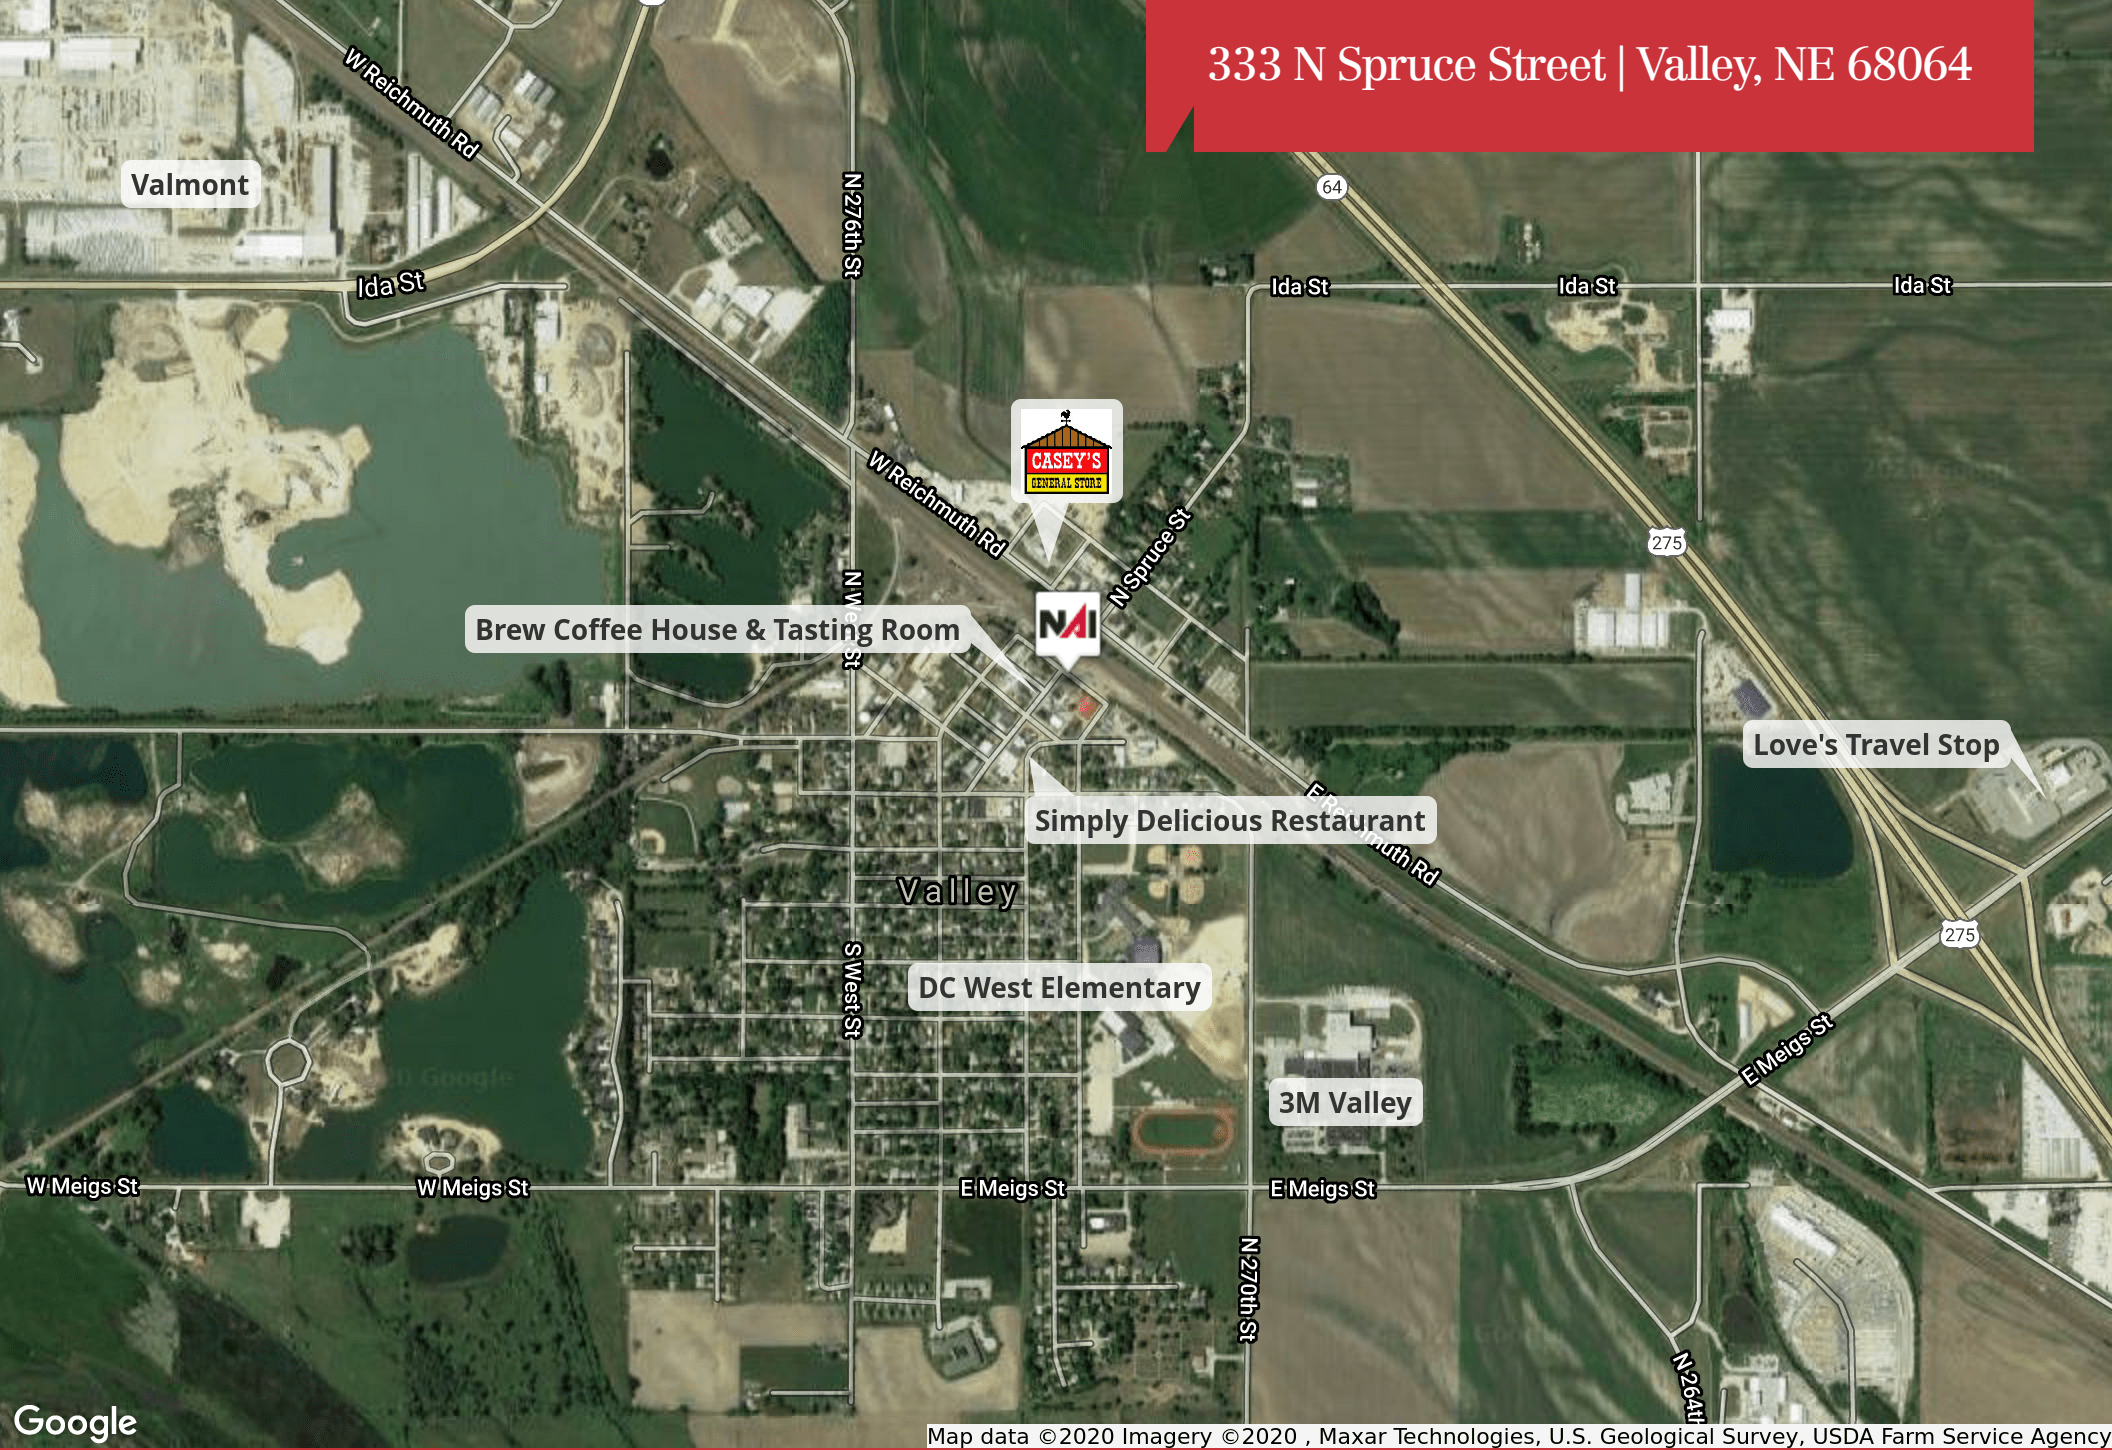 333 N Spruce Street | Valley, NE 68064
W Reichmuth Rd
Valmont
64
N 276th St
Ida St
Ida St
Ida St
Ida St
CASEY'S
GENERAL STORE
W Reichmuth Rd
N Spruce St
275
N West St
NAI
Brew Coffee House & Tasting Room
Love's Travel Stop
E Reichmuth Rd
Simply Delicious Restaurant
Valley
275
S West St
DC West Elementary
E Meigs St
3M Valley
W Meigs St
W Meigs St
E Meigs St
E Meigs St
N 270th St
N 264th
Google
Map data ©2020 Imagery ©2020 , Maxar Technologies, U.S. Geological Survey, USDA Farm Service Agency